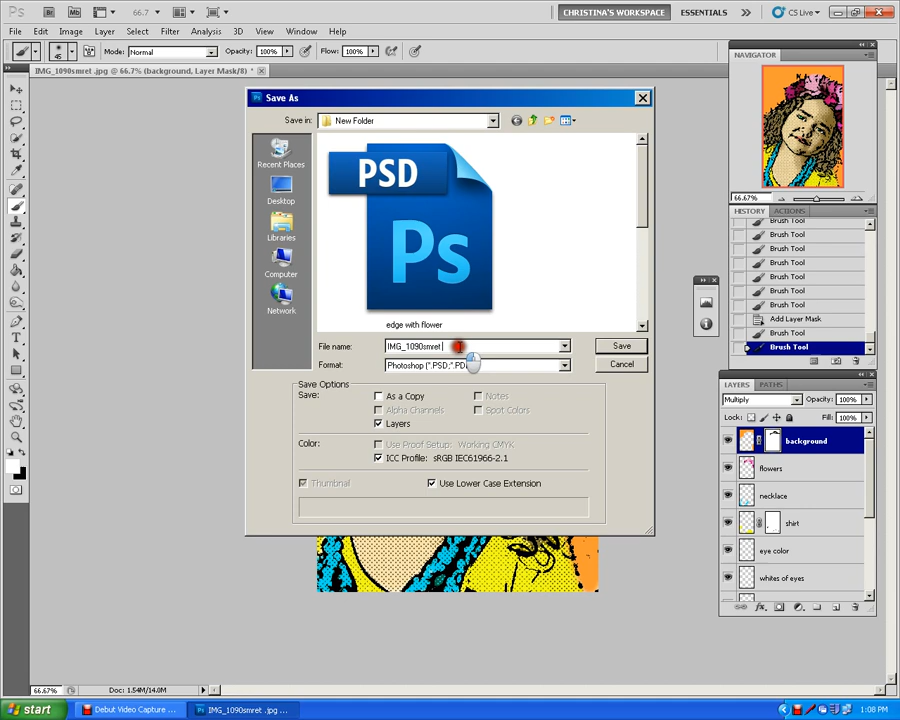 Ps Br Mb 66.7 CHRISTINA'S WORKSPACE ESSENTIALS CS Live
File Edit Image Layer Select Filter Analysis 3D View Window Help
45 Mode: Normal Opacity: 100% Flow: 100%
IMG_1090smret .jpg @ 66.7% (background, Layer Mask/8) *
Save As
Save in: New Folder
Recent Places
Desktop
Libraries
Computer
Network
PSD
Ps
edge with flower
File name: IMG_1090smret
Save
Format: Photoshop (*.PSD;*.PD
Cancel
Save Options
Save: As a Copy Notes
Alpha Channels Spot Colors
Layers
Color: Use Proof Setup: Working CMYK
ICC Profile: sRGB IEC61966-2.1
Thumbnail Use Lower Case Extension
NAVIGATOR
66.67%
HISTORY ACTIONS
Brush Tool
Brush Tool
Brush Tool
Brush Tool
Brush Tool
Brush Tool
Brush Tool
Add Layer Mask
Brush Tool
Brush Tool
LAYERS PATHS
Multiply Opacity: 100%
Lock: Fill: 100%
background
flowers
necklace
shirt
eye color
whites of eyes
66.67% Doc: 1.54M/14.0M
start Debut Video Capture ... IMG_1090smret .jpg ... 1:08 PM